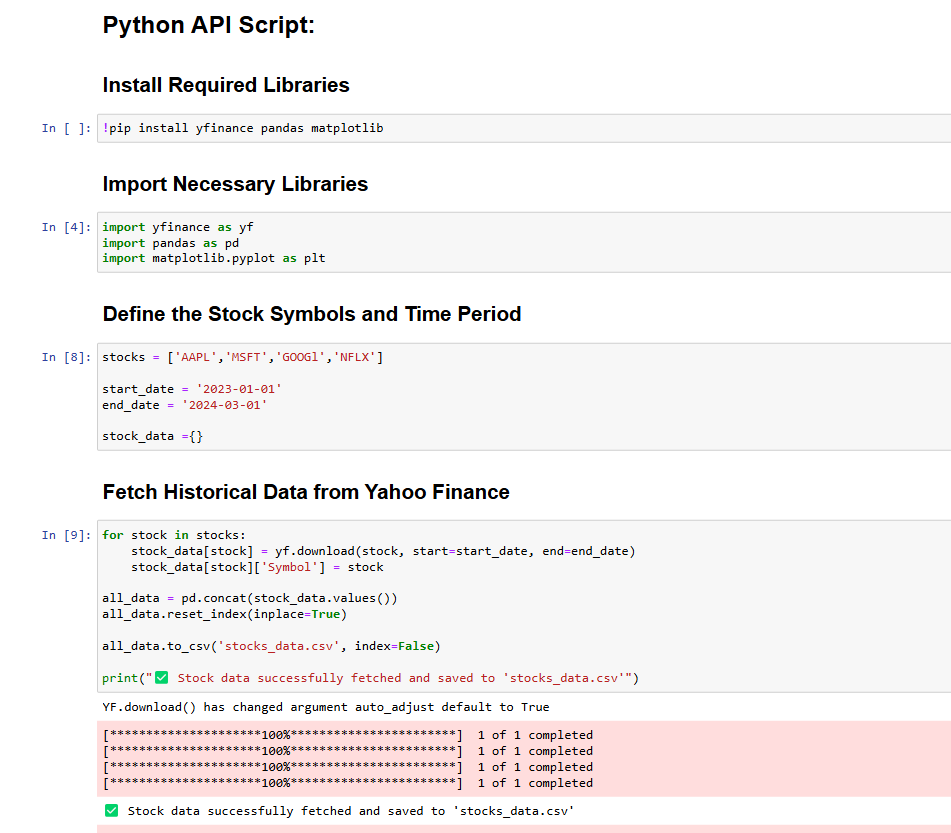 Python API Script:
Install Required Libraries
In [ ]: !pip install yfinance pandas matplotlib
Import Necessary Libraries
In [4]: import yfinance as yf
import pandas as pd
import matplotlib.pyplot as plt
Define the Stock Symbols and Time Period
In [8]: stocks = ['AAPL','MSFT','GOOGl','NFLX']
start_date = '2023-01-01'
end_date = '2024-03-01'
stock_data ={}
Fetch Historical Data from Yahoo Finance
In [9]: for stock in stocks:
    stock_data[stock] = yf.download(stock, start=start_date, end=end_date)
    stock_data[stock]['Symbol'] = stock
all_data = pd.concat(stock_data.values())
all_data.reset_index(inplace=True)
all_data.to_csv('stocks_data.csv', index=False)
print("✅ Stock data successfully fetched and saved to 'stocks_data.csv'")
YF.download() has changed argument auto_adjust default to True
[*********************100%***********************]  1 of 1 completed
[*********************100%***********************]  1 of 1 completed
[*********************100%***********************]  1 of 1 completed
[*********************100%***********************]  1 of 1 completed
✅ Stock data successfully fetched and saved to 'stocks_data.csv'